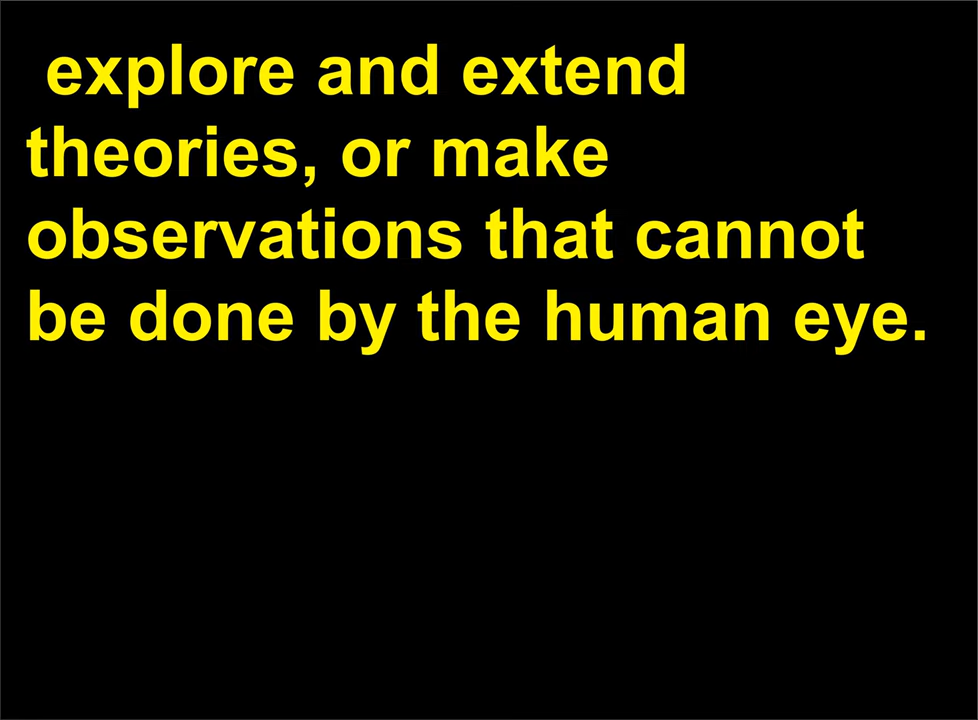 explore and extend
theories, or make
observations that cannot
be done by the human eye.